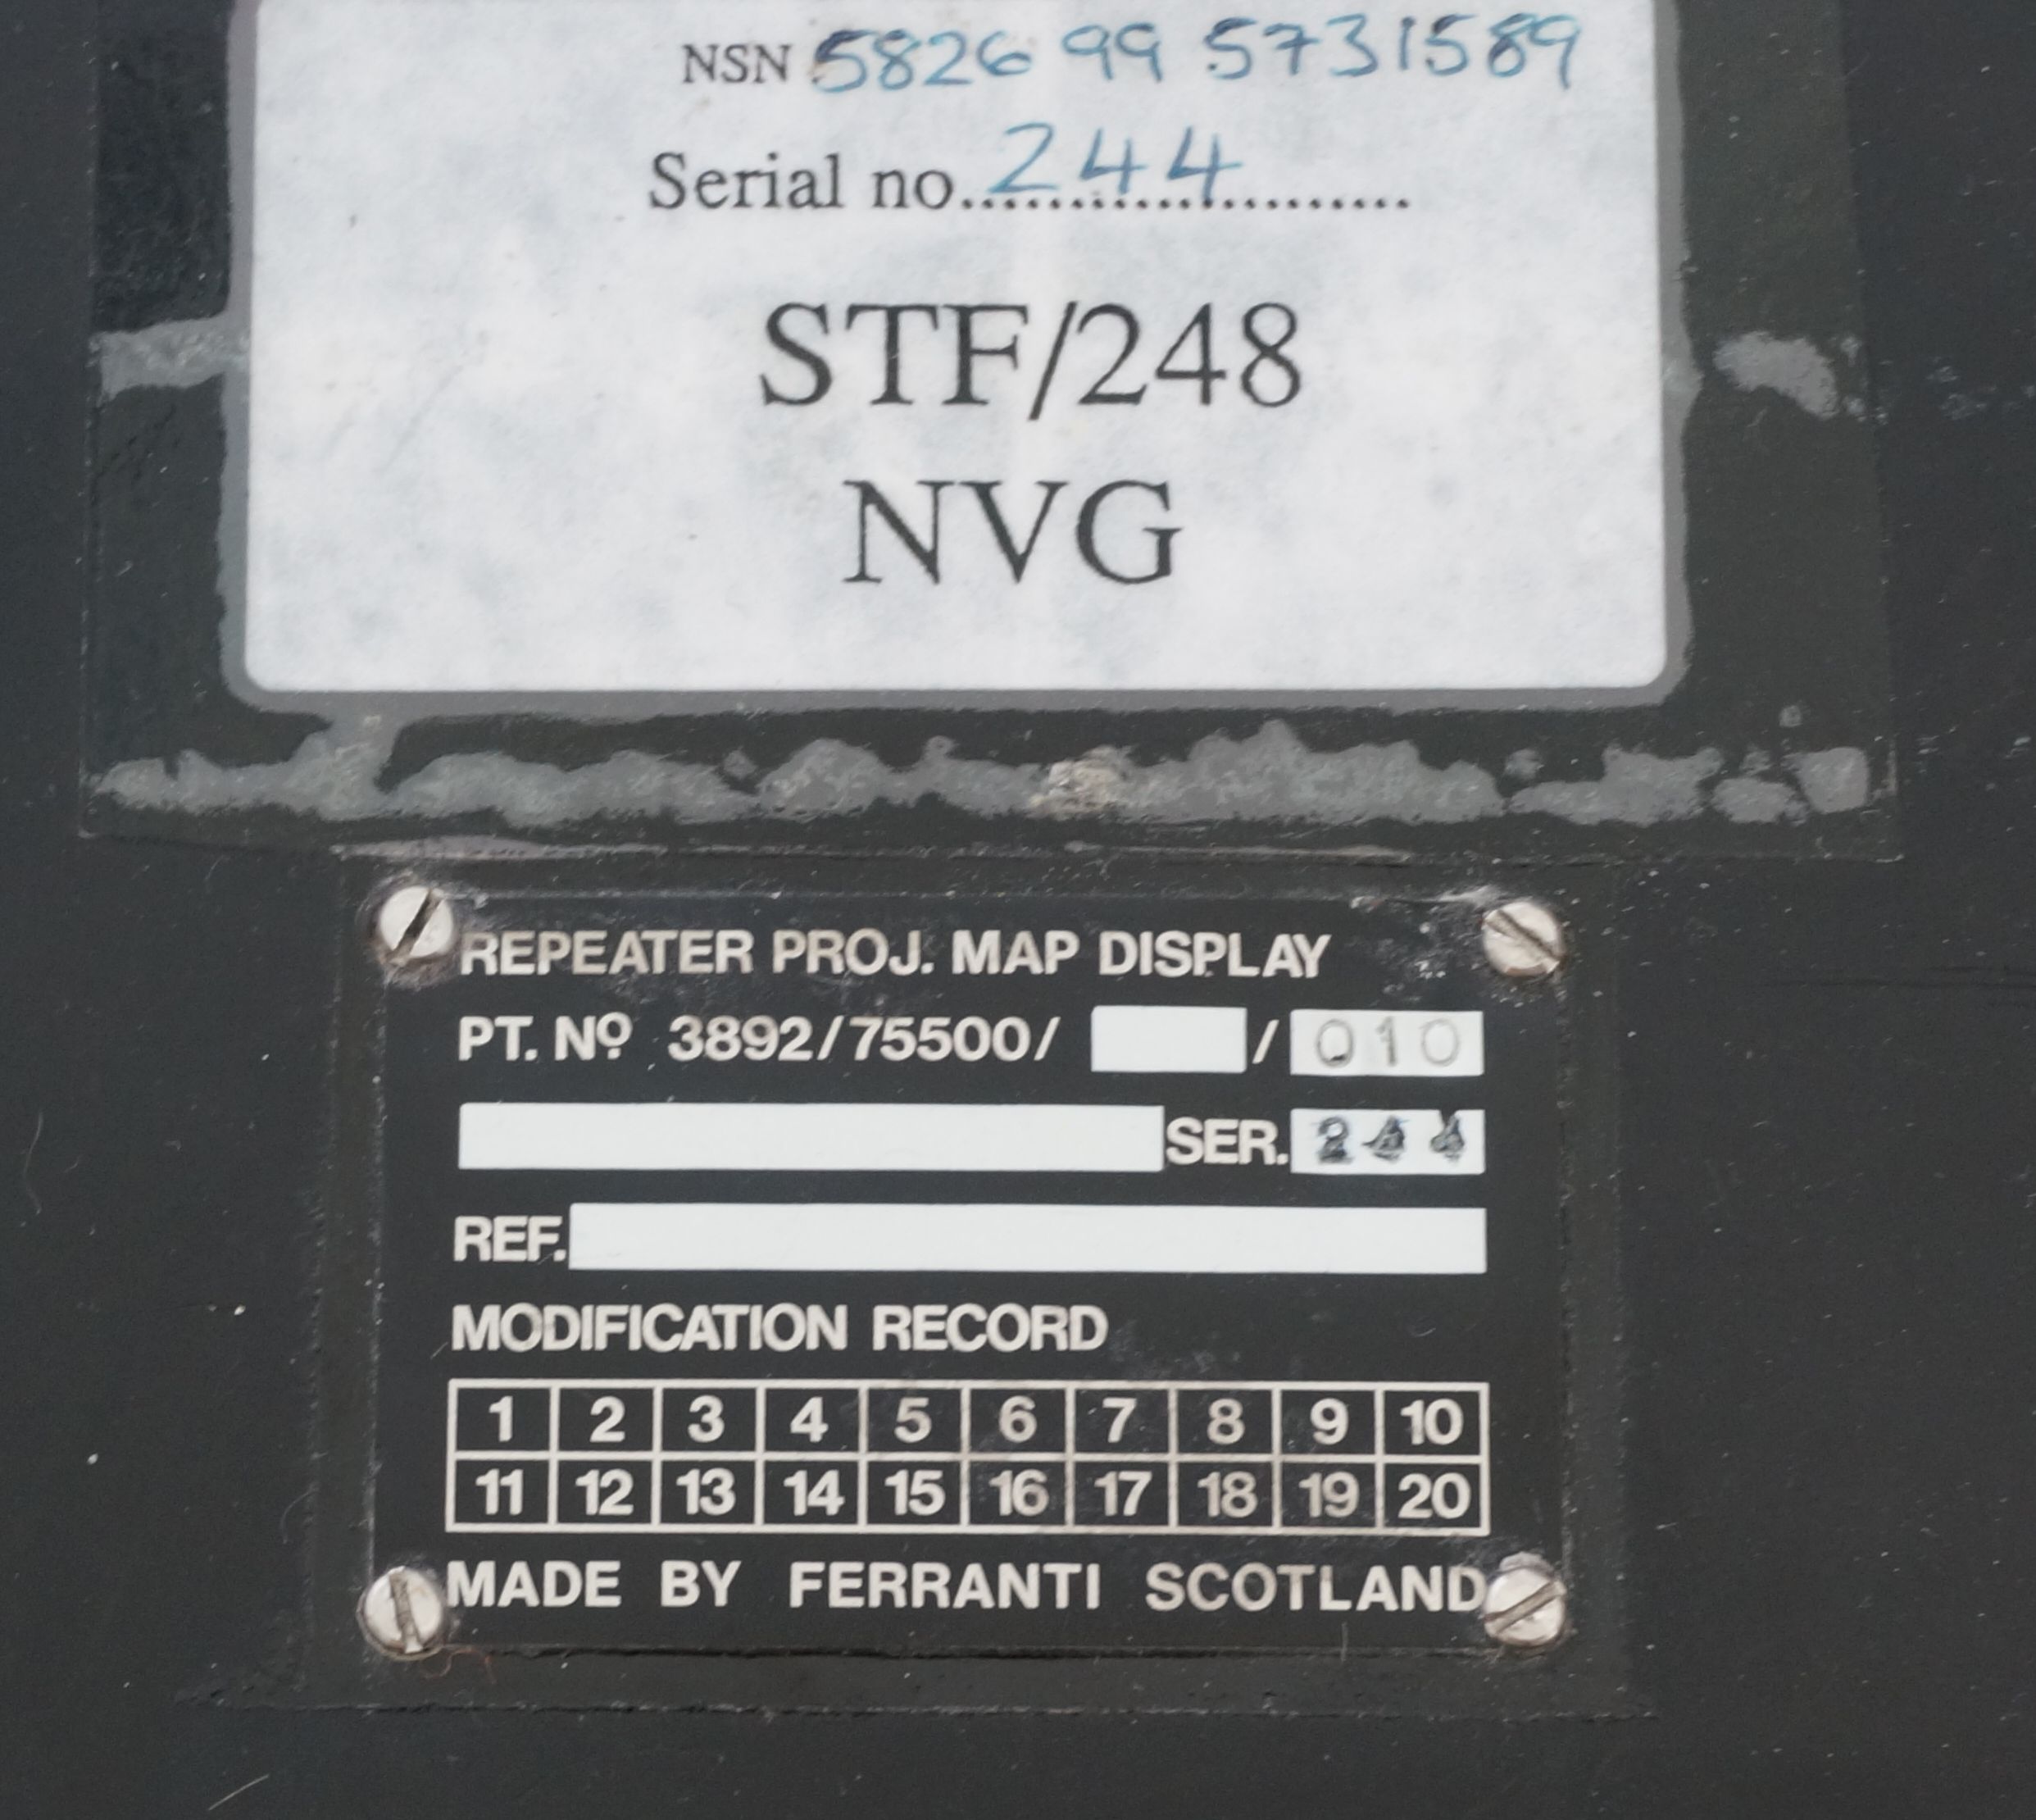 NSN 5826 99 5731589
Serial no. 244
STF/248
NVG
REPEATER PROJ. MAP DISPLAY
PT. Nº 3892/75500/ / 010
SER. 244
REF.
MODIFICATION RECORD
1 2 3 4 5 6 7 8 9 10
11 12 13 14 15 16 17 18 19 20
MADE BY FERRANTI SCOTLAND